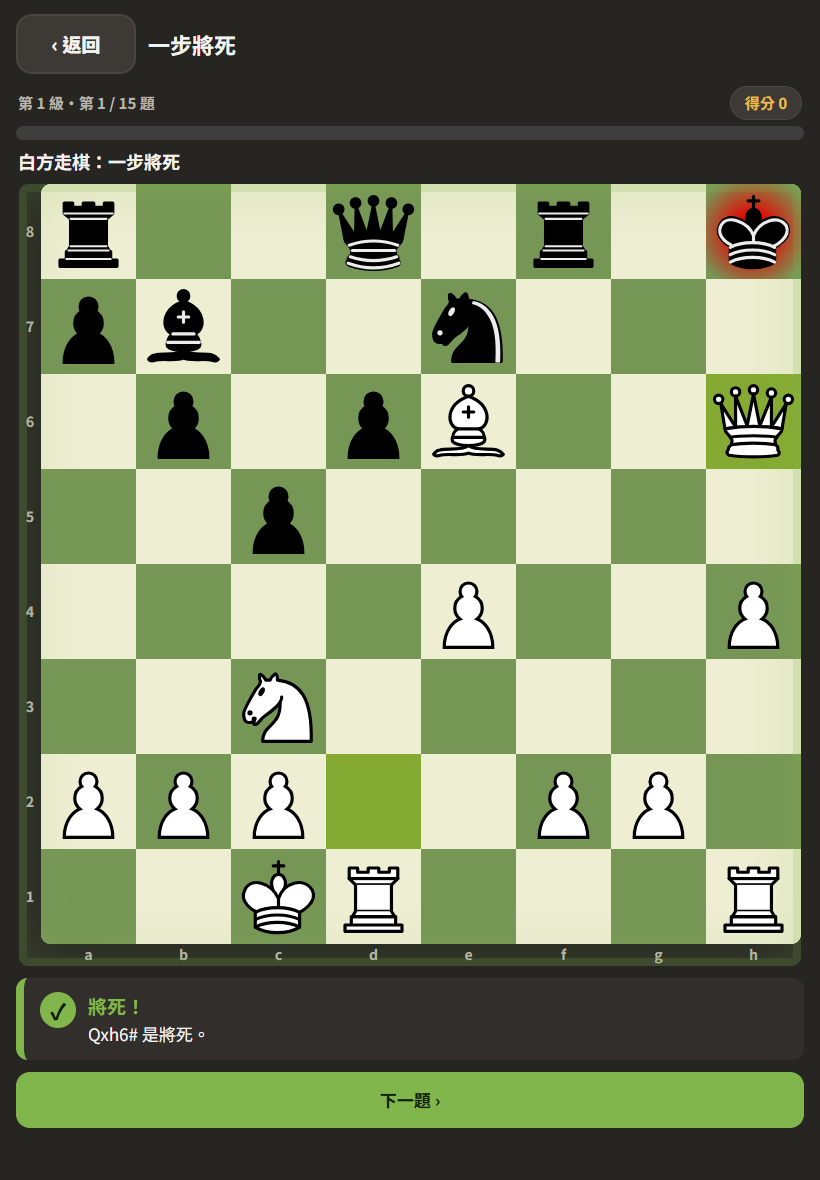 ‹ 返回
一步將死
第 1 級・第 1 / 15 題
得分 0
白方走棋：一步將死
8
7
6
5
4
3
2
1
a b c d e f g h
將死！
Qxh6# 是將死。
下一題 ›